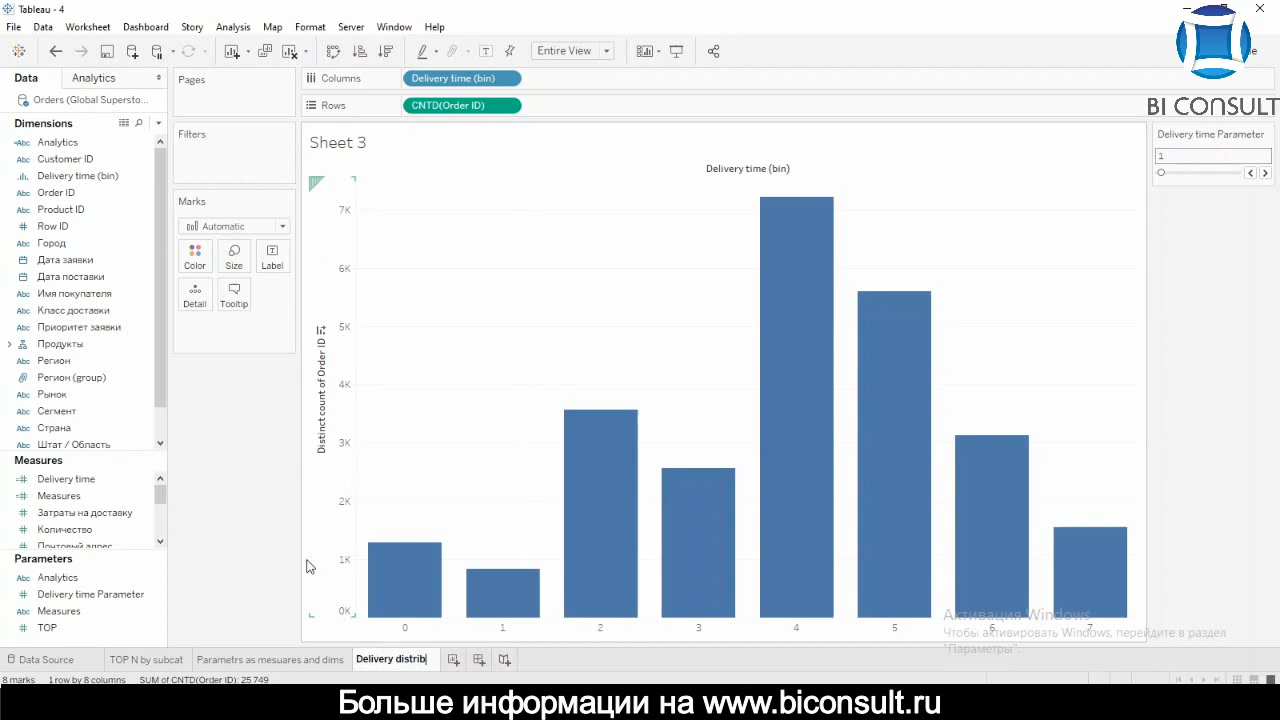 Tableau - 4
File Data Worksheet Dashboard Story Analysis Map Format Server Window Help
Entire View
BI CONSULT
Data
Analytics
Orders (Global Supersto...
Dimensions
Analytics
Customer ID
Delivery time (bin)
Order ID
Product ID
Row ID
Город
Дата заявки
Дата поставки
Имя покупателя
Класс доставки
Приоритет заявки
Продукты
Регион
Регион (group)
Рынок
Сегмент
Страна
Штат / Область
Measures
Delivery time
Measures
Затраты на доставку
Количество
Почтовый адрес
Parameters
Analytics
Delivery time Parameter
Measures
TOP
Pages
Filters
Marks
Automatic
Color Size Label
Detail Tooltip
Columns
Delivery time (bin)
Rows
CNTD(Order ID)
Sheet 3
Delivery time (bin)
Distinct count of Order ID
7K
6K
5K
4K
3K
2K
1K
0K
0 1 2 3 4 5 6 7
Delivery time Parameter
1
Активация Windows
Чтобы активировать Windows, перейдите в раздел
"Параметры".
Data Source
TOP N by subcat
Parametrs as mesuares and dims
Delivery distrib
8 marks 1 row by 8 columns SUM of CNTD(Order ID): 25 749
Больше информации на www.biconsult.ru